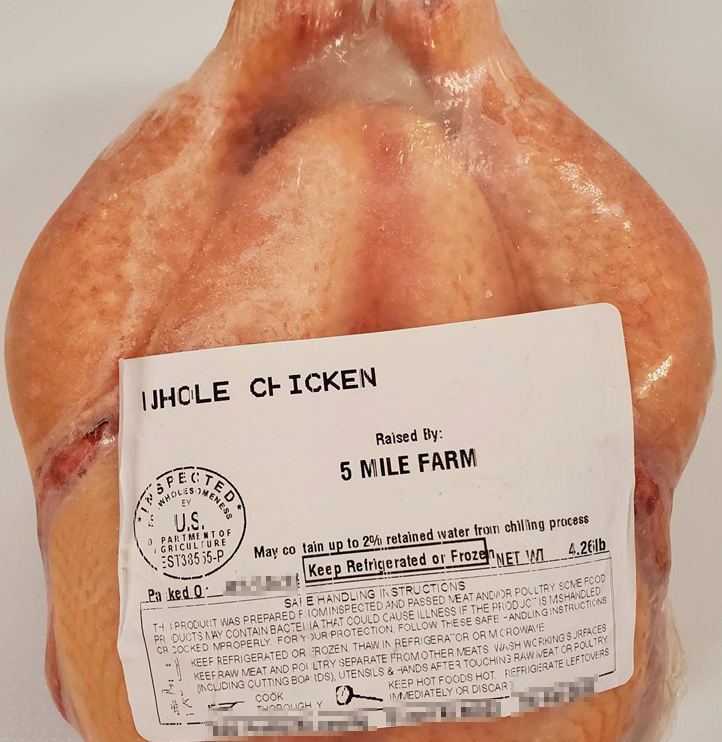 WHOLE CHICKEN
Raised By:
5 MILE FARM
INSPECTED
FOR WHOLESOMENESS
BY
U.S.
DEPARTMENT OF
AGRICULTURE
EST38535-P
May contain up to 2% retained water from chilling process
Keep Refrigerated or Frozen NET WT 4.26lb
Packed On:
SAFE HANDLING INSTRUCTIONS
THIS PRODUCT WAS PREPARED FROM INSPECTED AND PASSED MEAT AND/OR POULTRY. SOME FOOD
PRODUCTS MAY CONTAIN BACTERIA THAT COULD CAUSE ILLNESS IF THE PRODUCT IS MISHANDLED
OR COOKED IMPROPERLY. FOR YOUR PROTECTION, FOLLOW THESE SAFE HANDLING INSTRUCTIONS.
KEEP REFRIGERATED OR FROZEN. THAW IN REFRIGERATOR OR MICROWAVE.
KEEP RAW MEAT AND POULTRY SEPARATE FROM OTHER MEATS. WASH WORKING SURFACES
(INCLUDING CUTTING BOARDS), UTENSILS & HANDS AFTER TOUCHING RAW MEAT OR POULTRY.
COOK
THOROUGHLY
KEEP HOT FOODS HOT. REFRIGERATE LEFTOVERS
IMMEDIATELY OR DISCARD